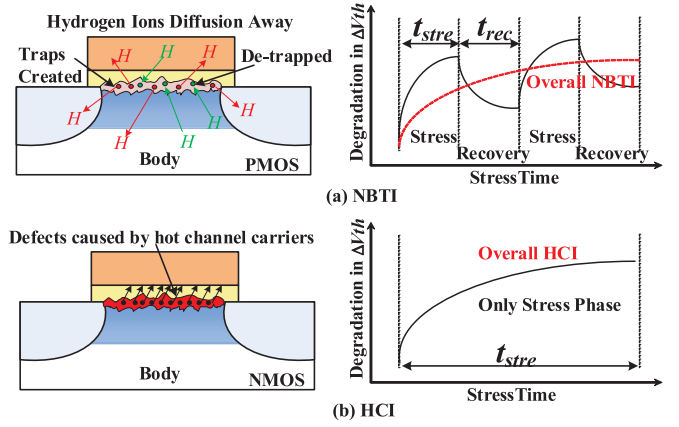 Hydrogen Ions Diffusion Away
Traps
Created
H
H
H
H
De-trapped
H
H
H
H
Body
PMOS
Degradation in ΔVth
tstre
trec
Overall NBTI
Stress
Recovery
Stress
Recovery
StressTime
(a) NBTI
Defects caused by hot channel carriers
Body
NMOS
Degradation in ΔVth
Overall HCI
Only Stress Phase
tstre
StressTime
(b) HCI